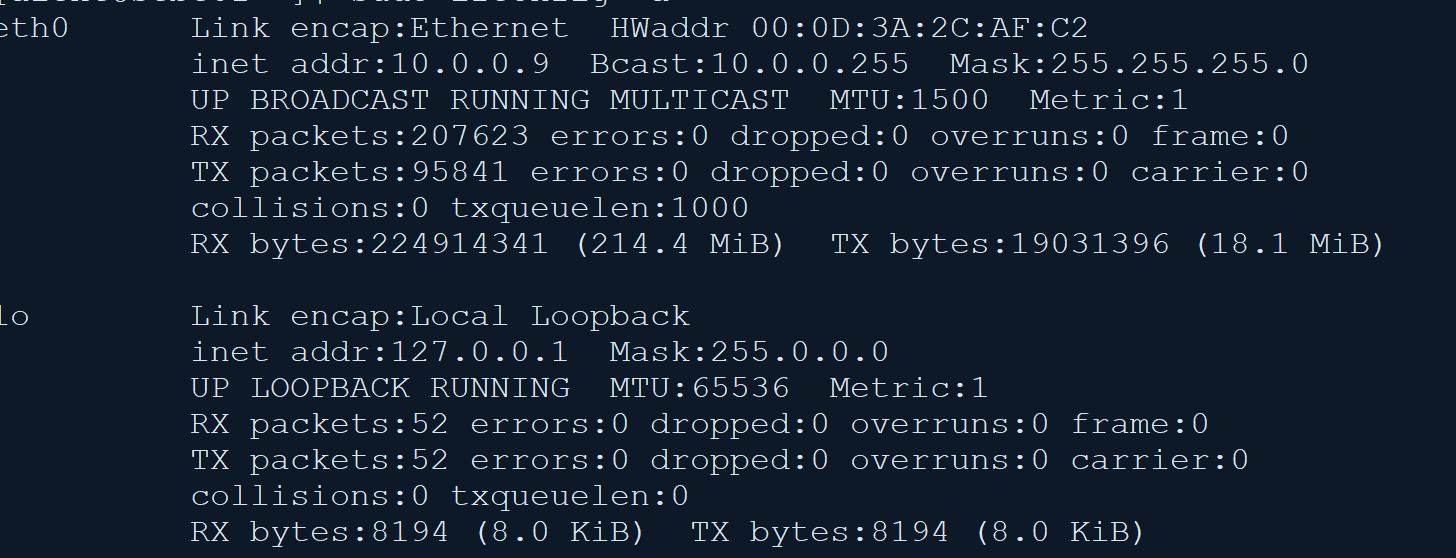 eth0 Link encap:Ethernet HWaddr 00:0D:3A:2C:AF:C2
inet addr:10.0.0.9 Bcast:10.0.0.255 Mask:255.255.255.0
UP BROADCAST RUNNING MULTICAST MTU:1500 Metric:1
RX packets:207623 errors:0 dropped:0 overruns:0 frame:0
TX packets:95841 errors:0 dropped:0 overruns:0 carrier:0
collisions:0 txqueuelen:1000
RX bytes:224914341 (214.4 MiB) TX bytes:19031396 (18.1 MiB)
lo Link encap:Local Loopback
inet addr:127.0.0.1 Mask:255.0.0.0
UP LOOPBACK RUNNING MTU:65536 Metric:1
RX packets:52 errors:0 dropped:0 overruns:0 frame:0
TX packets:52 errors:0 dropped:0 overruns:0 carrier:0
collisions:0 txqueuelen:0
RX bytes:8194 (8.0 KiB) TX bytes:8194 (8.0 KiB)